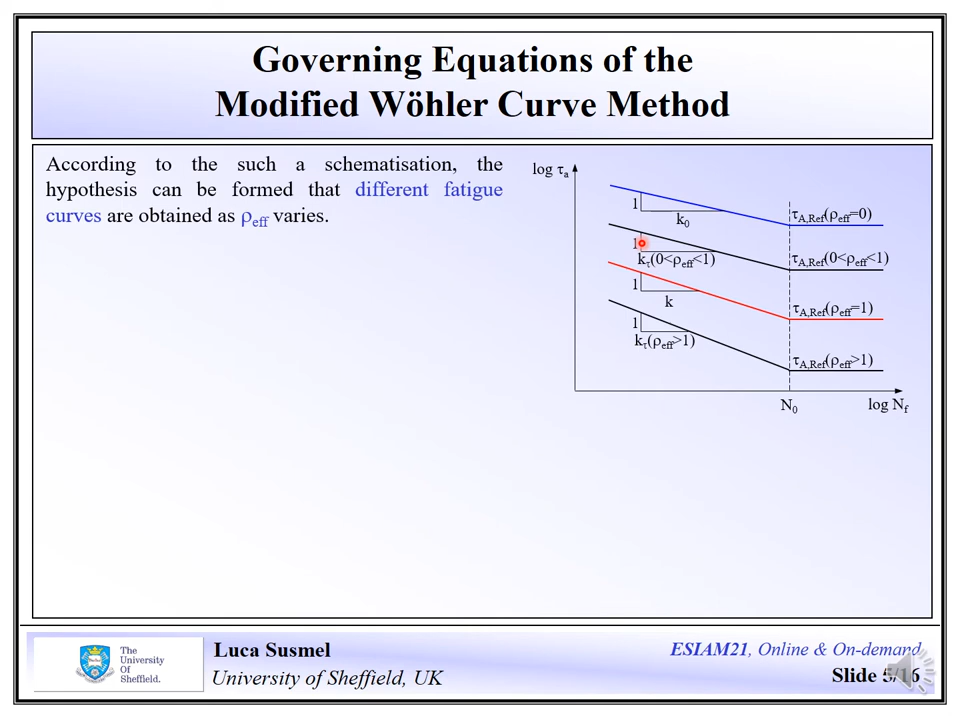 Governing Equations of the
Modified Wöhler Curve Method
According to the such a schematisation, the
hypothesis can be formed that different fatigue
curves are obtained as ρeff varies.
log τa
1
k0
τA,Ref(ρeff=0)
1
kτ(0<ρeff<1)
τA,Ref(0<ρeff<1)
1
k
τA,Ref(ρeff=1)
1
kτ(ρeff>1)
τA,Ref(ρeff>1)
N0
log Nf
The
University
Of
Sheffield.
Luca Susmel
University of Sheffield, UK
ESIAM21, Online & On-demand
Slide 5/16